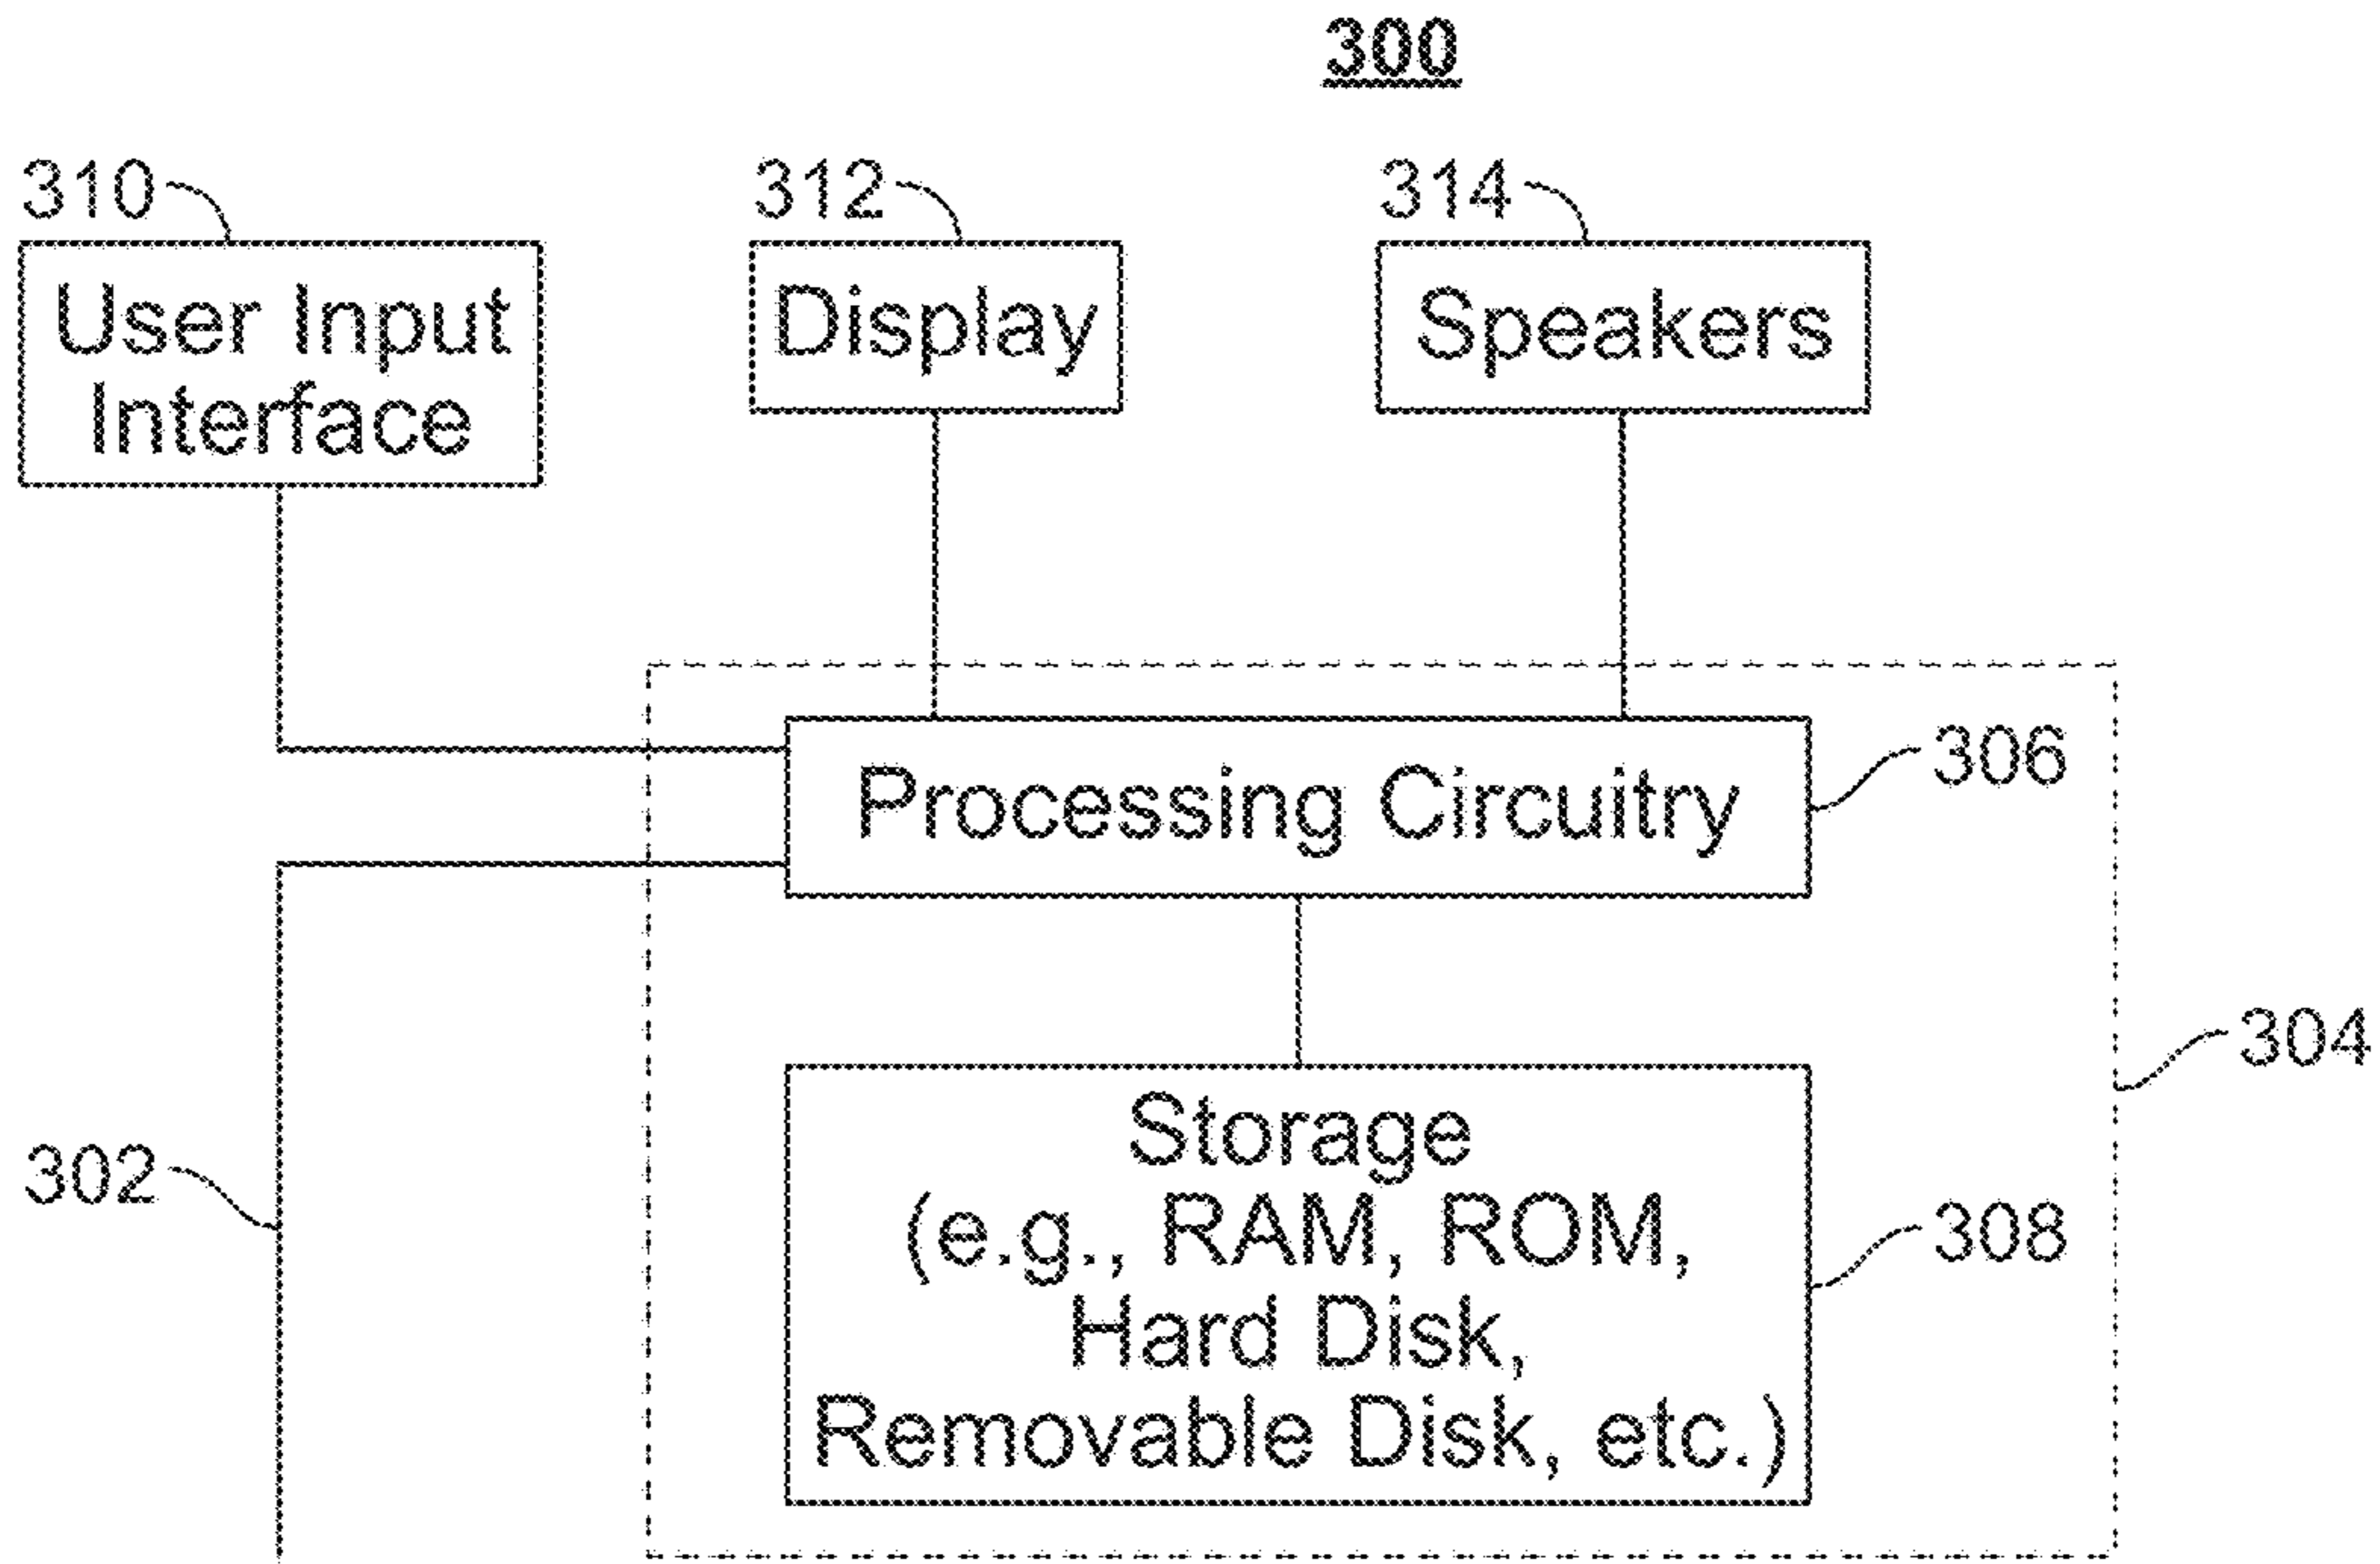 300
310
312
314
User Input
Interface
Display
Speakers
Processing Circuitry
306
304
302
Storage
(e.g., RAM, ROM,
Hard Disk,
Removable Disk, etc.)
308